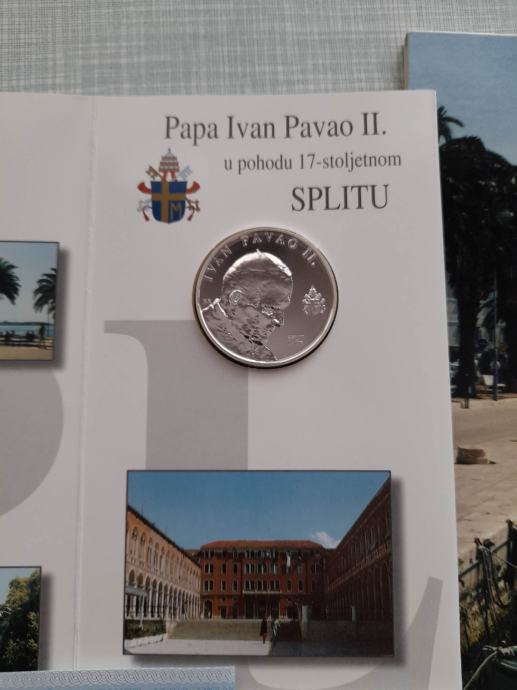 Papa Ivan Pavao II.
u pohodu 17-stoljetnom
SPLITU
IVAN PAVAO II.
M